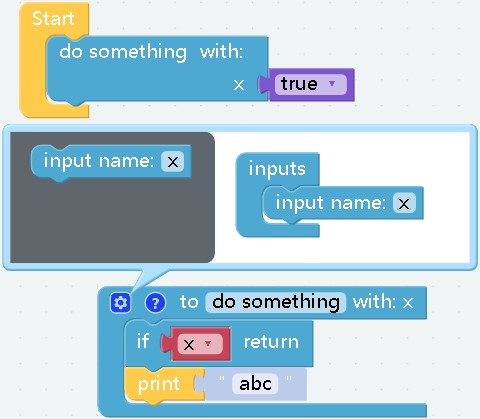 Start
do something with:
x true
input name: x
inputs
input name: x
? to do something with: x
if x return
print " abc "